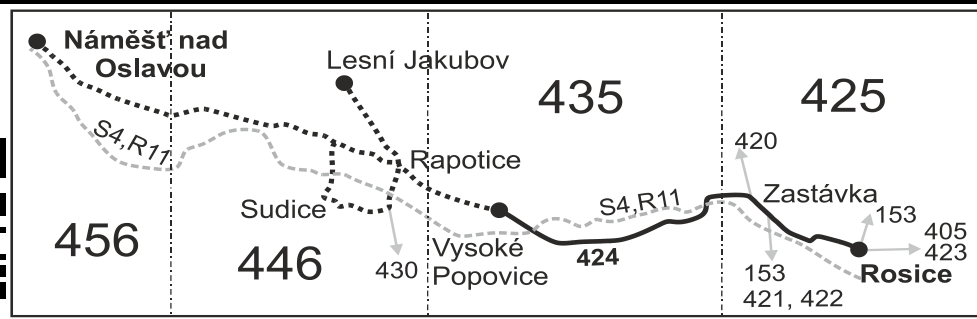 Náměšť nad
Oslavou
Lesní Jakubov
435
425
S4,R11
420
Rapotice
Zastávka
S4,R11
153
405
423
Sudice
456
446
430
Vysoké
Popovice
424
153
421, 422
Rosice